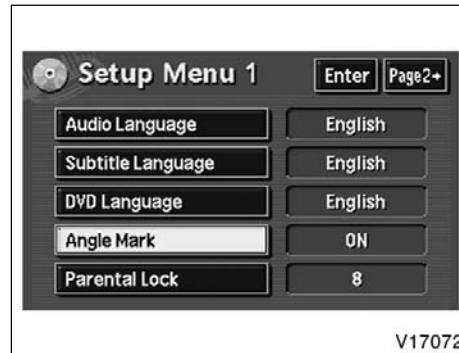 Setup Menu 1 Enter Page2→
Audio Language English
Subtitle Language English
DVD Language English
Angle Mark ON
Parental Lock 8
V17072